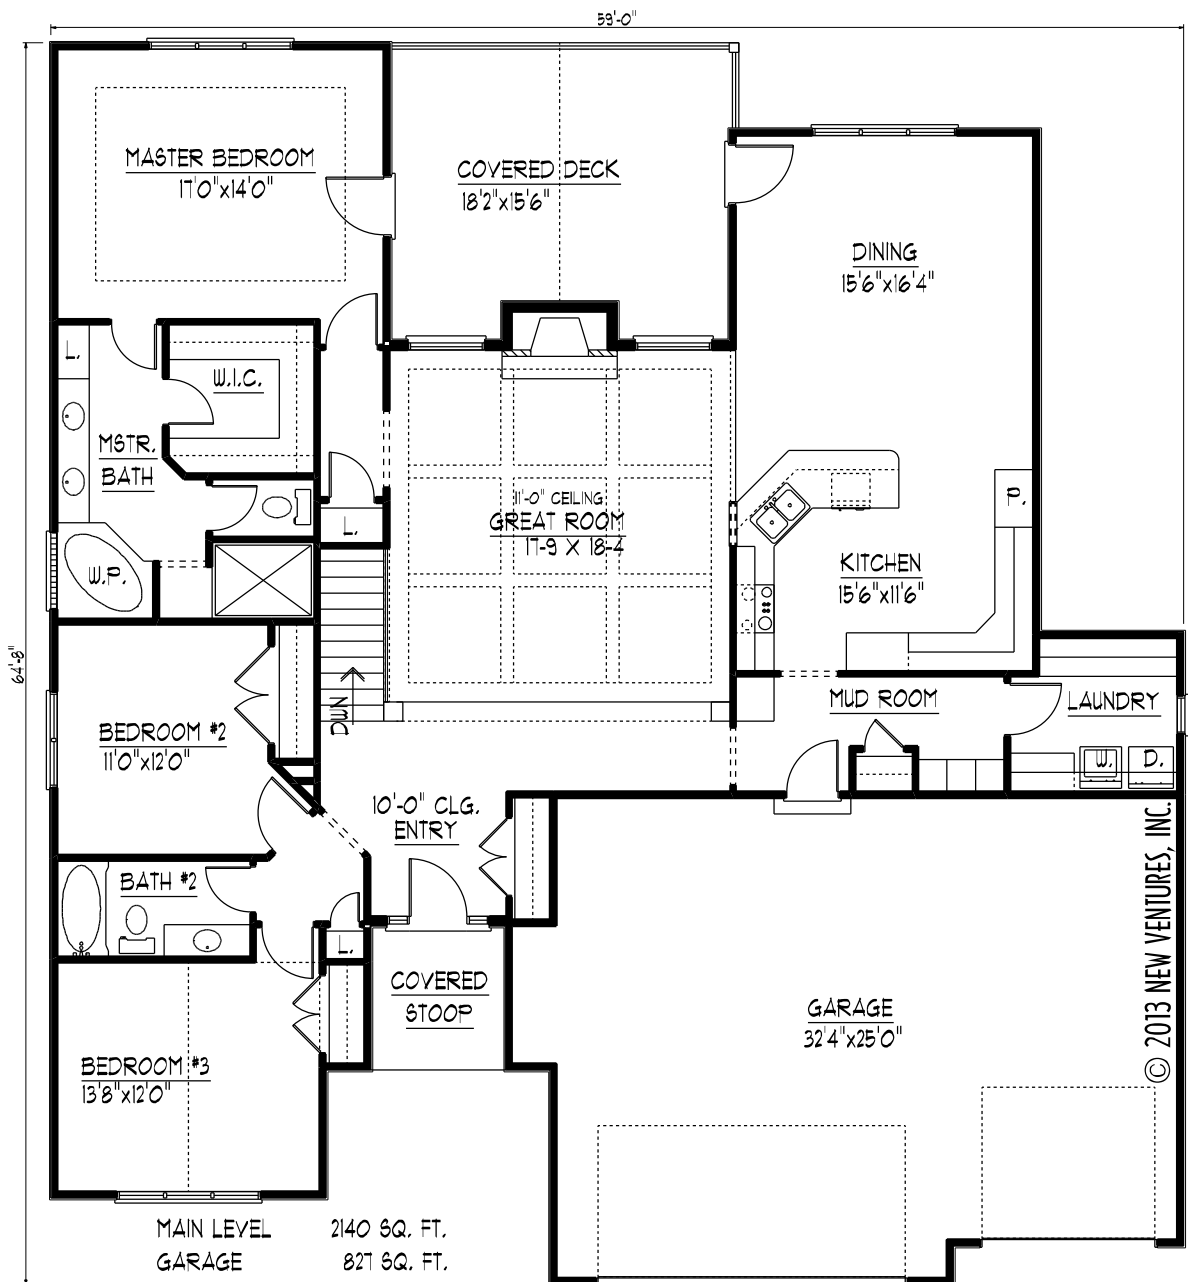 59'-0"
MASTER BEDROOM
17'0"x14'0"
COVERED DECK
18'2"x15'6"
DINING
15'6"x16'4"
L.
W.I.C.
MSTR.
BATH
11'-0" CEILING
GREAT ROOM
17-9 X 18-4
L.
KITCHEN
15'6"x11'6"
W.P.
64'-8"
DWN
BEDROOM #2
11'0"x12'0"
MUD ROOM
LAUNDRY
W.
D.
10'-0" CLG.
ENTRY
BATH #2
L.
COVERED
STOOP
GARAGE
32'4"x25'0"
BEDROOM #3
13'8"x12'0"
© 2013 NEW VENTURES, INC.
MAIN LEVEL 2140 SQ. FT.
GARAGE 827 SQ. FT.